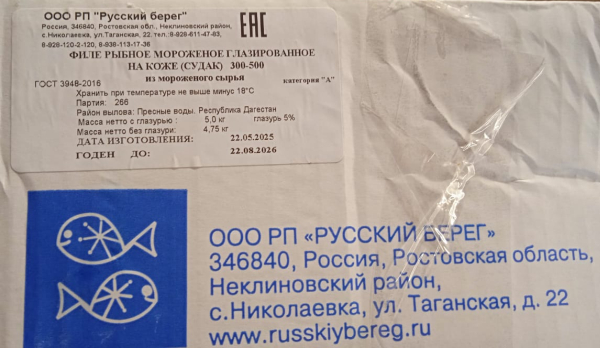 ООО РП "Русский берег"
Россия, 346840, Ростовская обл., Неклиновский район,
с.Николаевка, ул.Таганская, 22 тел.:8-928-611-47-93,
8-928-120-2-120, 8-938-113-17-36
EAC
ФИЛЕ РЫБНОЕ МОРОЖЕНОЕ ГЛАЗИРОВАННОЕ
НА КОЖЕ (СУДАК) 300-500
из мороженого сырья
ГОСТ 3948-2016 категория "А"
Хранить при температуре не выше минус 18°С
Партия: 266
Район вылова: Пресные воды. Республика Дагестан
Масса нетто с глазурью : 5,0 кг глазурь 5%
Масса нетто без глазури: 4,75 кг
ДАТА ИЗГОТОВЛЕНИЯ: 22.05.2025
ГОДЕН ДО: 22.08.2026
ООО РП «РУССКИЙ БЕРЕГ»
346840, Россия, Ростовская область,
Неклиновский район,
с.Николаевка, ул. Таганская, д. 22
www.russkiybereg.ru